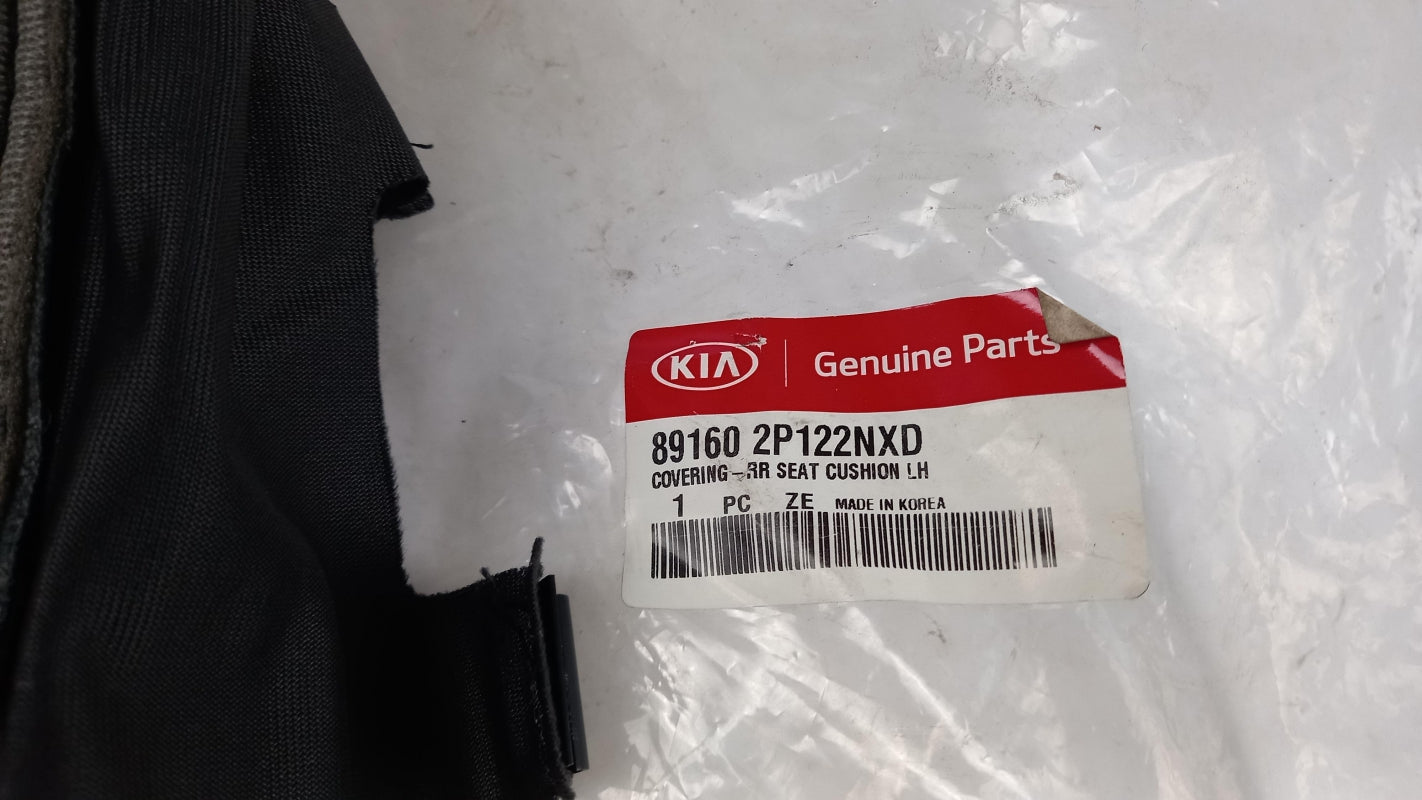 KIA Genuine Parts
89160 2P122NXD
COVERING-RR SEAT CUSHION LH
1 PC ZE MADE IN KOREA